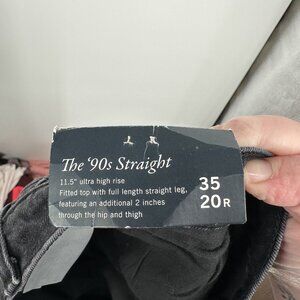 The '90s Straight
11.5" ultra high rise
Fitted top with full length straight leg,
featuring an additional 2 inches
through the hip and thigh
35
20R